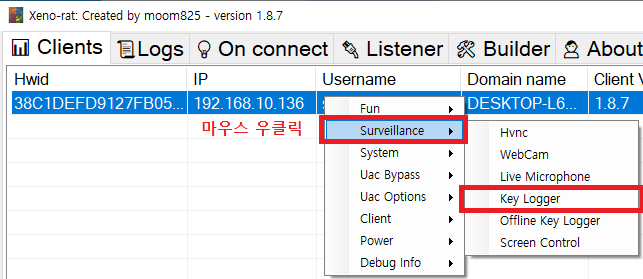 Xeno-rat: Created by moom825 - version 1.8.7
Clients Logs On connect Listener Builder About
Hwid IP Username Domain name Client V
38C1DEFD9127FB05... 192.168.10.136 DESKTOP-L6... 1.8.7
마우스 우클릭
Fun
Surveillance
System
Uac Bypass
Uac Options
Client
Power
Debug Info
Hvnc
WebCam
Live Microphone
Key Logger
Offline Key Logger
Screen Control